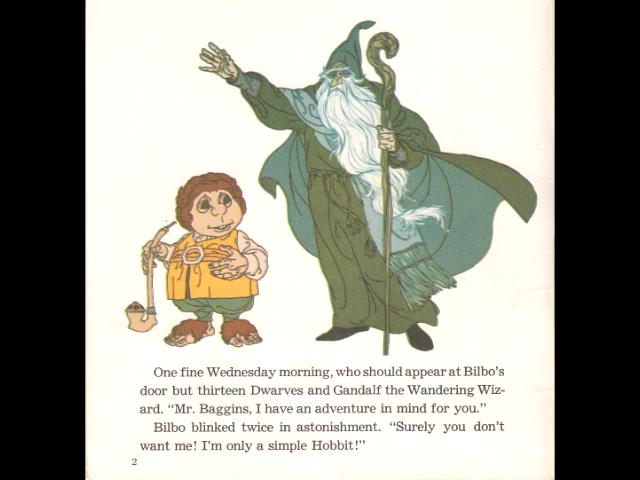 One fine Wednesday morning, who should appear at Bilbo's
door but thirteen Dwarves and Gandalf the Wandering Wiz-
ard. “Mr. Baggins, I have an adventure in mind for you.”
Bilbo blinked twice in astonishment. “Surely you don't
want me! I'm only a simple Hobbit!”
2